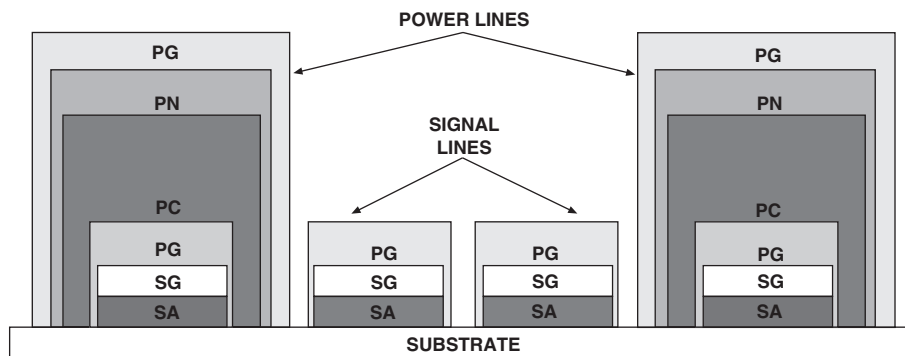 POWER LINES
PG
PG
PN
PN
SIGNAL
LINES
PC
PC
PG
PG
PG
PG
SG
SG
SG
SG
SA
SA
SA
SA
SUBSTRATE